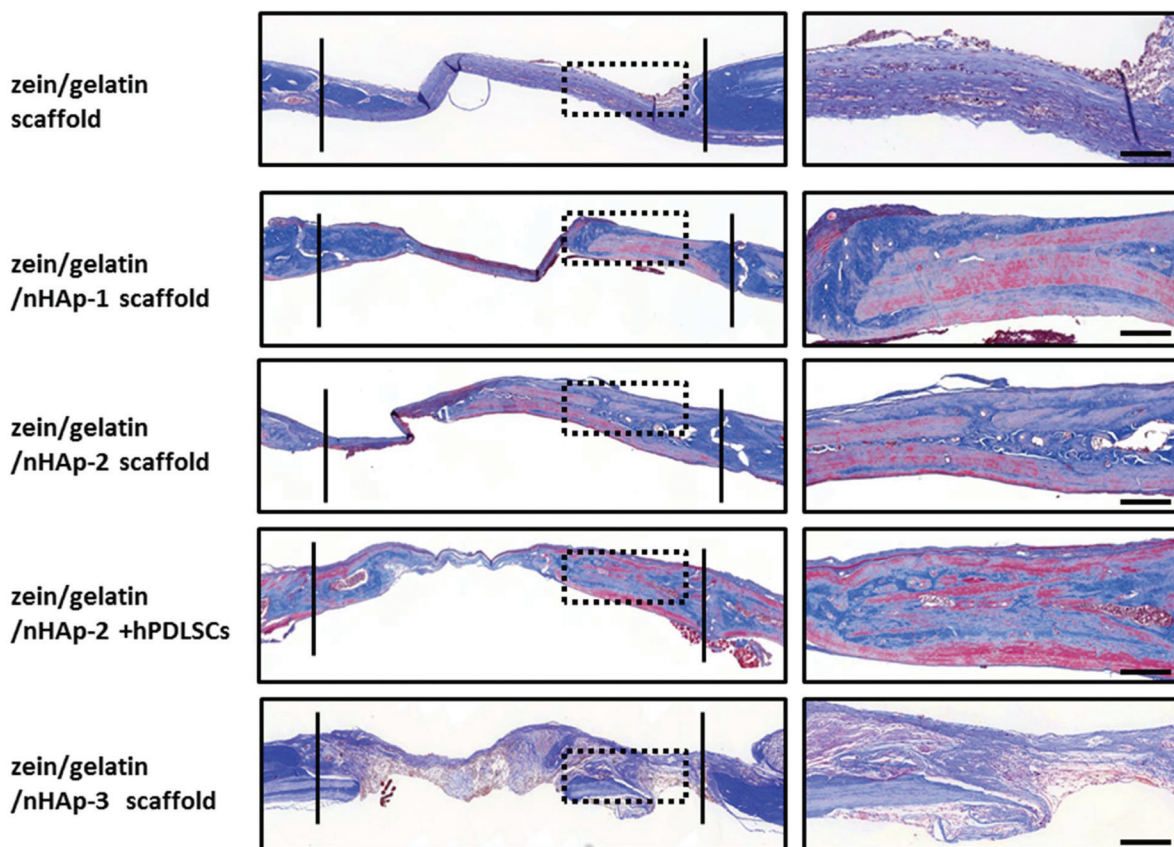 zein/gelatin
scaffold
zein/gelatin
/nHAp-1 scaffold
zein/gelatin
/nHAp-2 scaffold
zein/gelatin
/nHAp-2 +hPDLSCs
zein/gelatin
/nHAp-3 scaffold